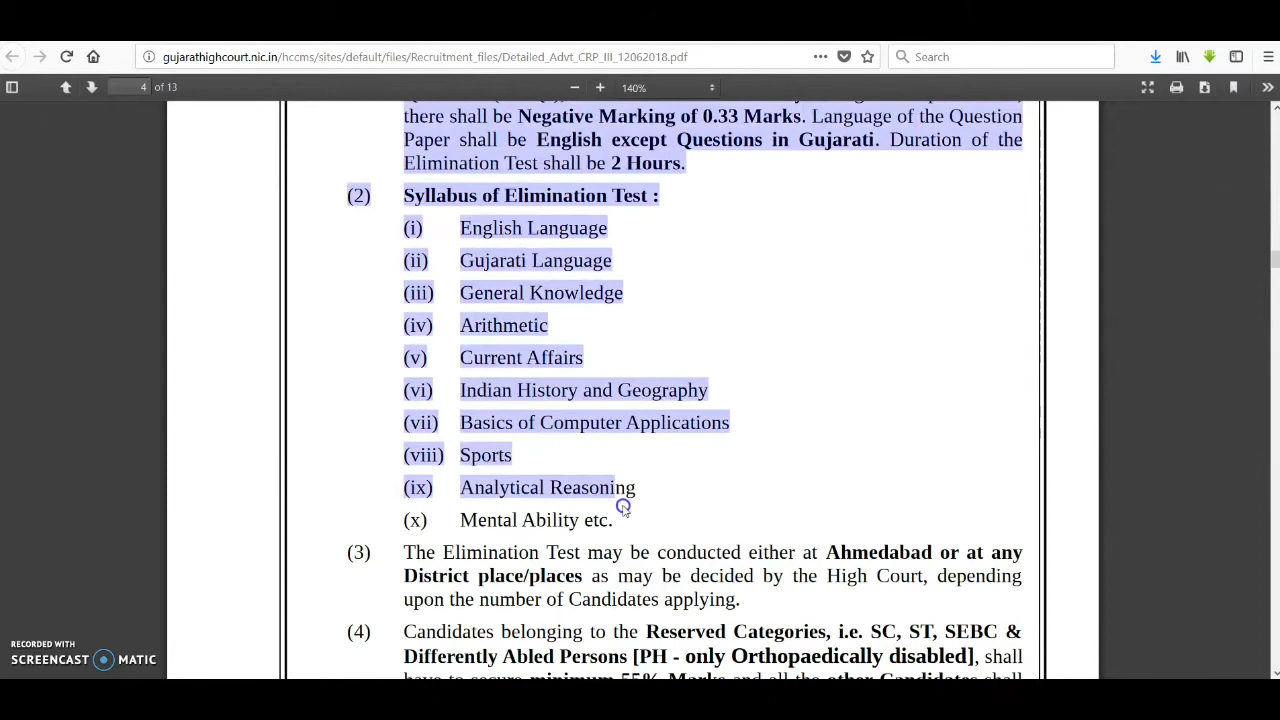 gujarathighcourt.nic.in/hccms/sites/default/files/Recruitment_files/Detailed_Advt_CRP_III_12062018.pdf
Search
4 of 13
140%
there shall be Negative Marking of 0.33 Marks. Language of the Question
Paper shall be English except Questions in Gujarati. Duration of the
Elimination Test shall be 2 Hours.
(2) Syllabus of Elimination Test :
(i) English Language
(ii) Gujarati Language
(iii) General Knowledge
(iv) Arithmetic
(v) Current Affairs
(vi) Indian History and Geography
(vii) Basics of Computer Applications
(viii) Sports
(ix) Analytical Reasoning
(x) Mental Ability etc.
(3) The Elimination Test may be conducted either at Ahmedabad or at any
District place/places as may be decided by the High Court, depending
upon the number of Candidates applying.
(4) Candidates belonging to the Reserved Categories, i.e. SC, ST, SEBC &
Differently Abled Persons [PH - only Orthopaedically disabled], shall
have to secure minimum 55% Marks and all the other Candidates shall
RECORDED WITH
SCREENCAST MATIC